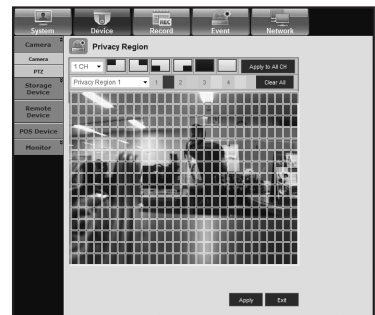 System Device Record Event Network
Camera
Privacy Region
Camera
1 CH Apply to All CH
PTZ
Privacy Region 1 1 2 3 4 Clear All
Storage
Device
Remote
Device
POS Device
Monitor
Apply Exit